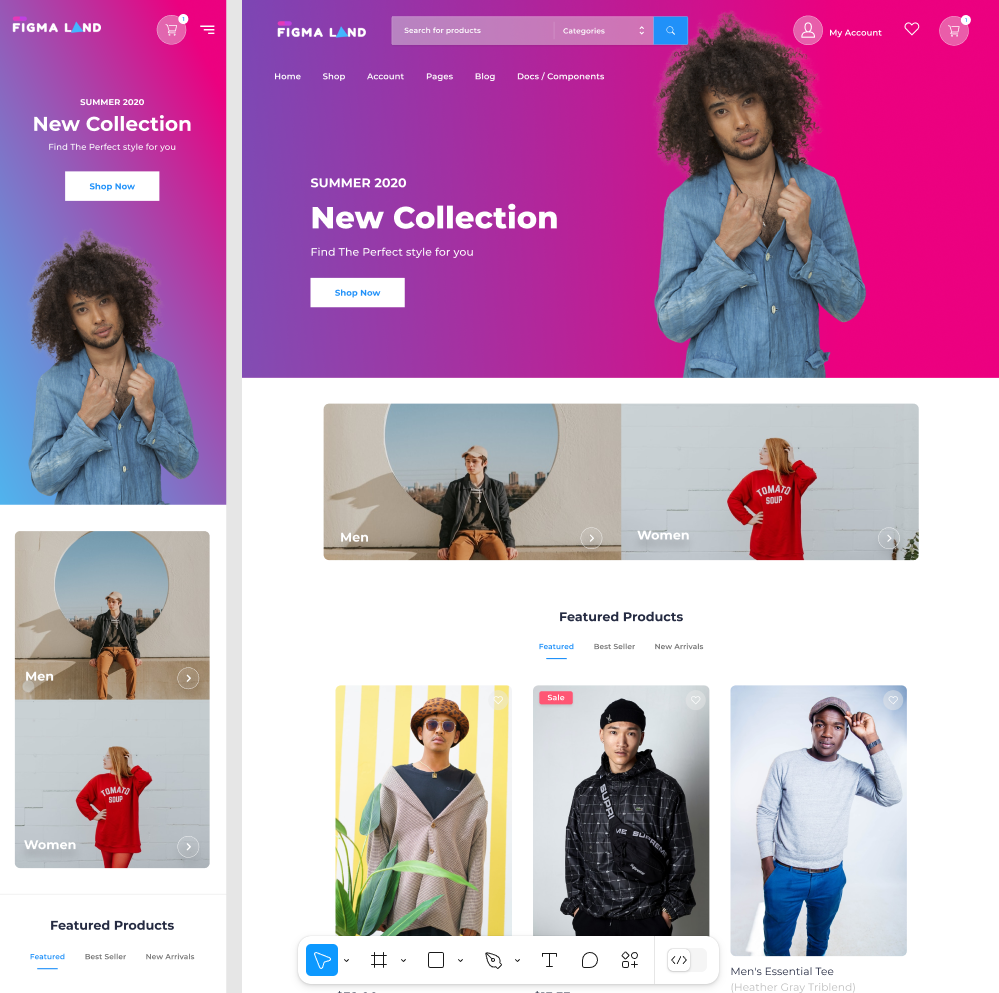 FIGMA LAND
1
SUMMER 2020
New Collection
Find The Perfect style for you
Shop Now
Men
TOMATO
SOUP
Women
Featured Products
Featured Best Seller New Arrivals
FIGMA LAND
Search for products Categories
My Account
1
Home Shop Account Pages Blog Docs / Components
SUMMER 2020
New Collection
Find The Perfect style for you
Shop Now
Men
TOMATO
SOUP
Women
Featured Products
Featured Best Seller New Arrivals
Sale
SUPREME
Men's Essential Tee
(Heather Gray Triblend)